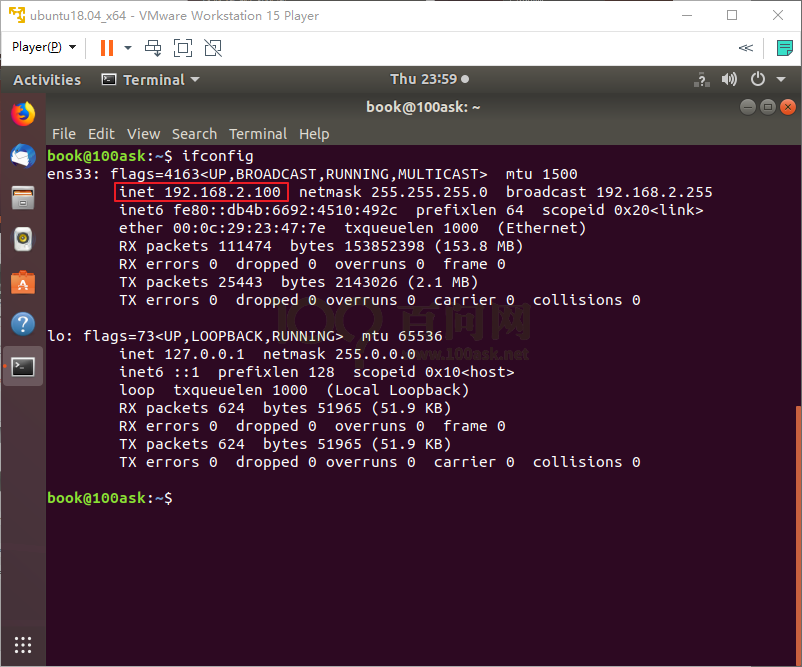 ubuntu18.04_x64 - VMware Workstation 15 Player
Player(P)
Activities Terminal Thu 23:59
book@100ask: ~
File Edit View Search Terminal Help
book@100ask:~$ ifconfig
ens33: flags=4163<UP,BROADCAST,RUNNING,MULTICAST>  mtu 1500
        inet 192.168.2.100  netmask 255.255.255.0  broadcast 192.168.2.255
        inet6 fe80::db4b:6692:4510:492c  prefixlen 64  scopeid 0x20<link>
        ether 00:0c:29:23:47:7e  txqueuelen 1000  (Ethernet)
        RX packets 111474  bytes 153852398 (153.8 MB)
        RX errors 0  dropped 0  overruns 0  frame 0
        TX packets 25443  bytes 2143026 (2.1 MB)
        TX errors 0  dropped 0 overruns 0  carrier 0  collisions 0
lo: flags=73<UP,LOOPBACK,RUNNING>  mtu 65536
        inet 127.0.0.1  netmask 255.0.0.0
        inet6 ::1  prefixlen 128  scopeid 0x10<host>
        loop  txqueuelen 1000  (Local Loopback)
        RX packets 624  bytes 51965 (51.9 KB)
        RX errors 0  dropped 0  overruns 0  frame 0
        TX packets 624  bytes 51965 (51.9 KB)
        TX errors 0  dropped 0 overruns 0  carrier 0  collisions 0
book@100ask:~$
百问网
www.100ask.net